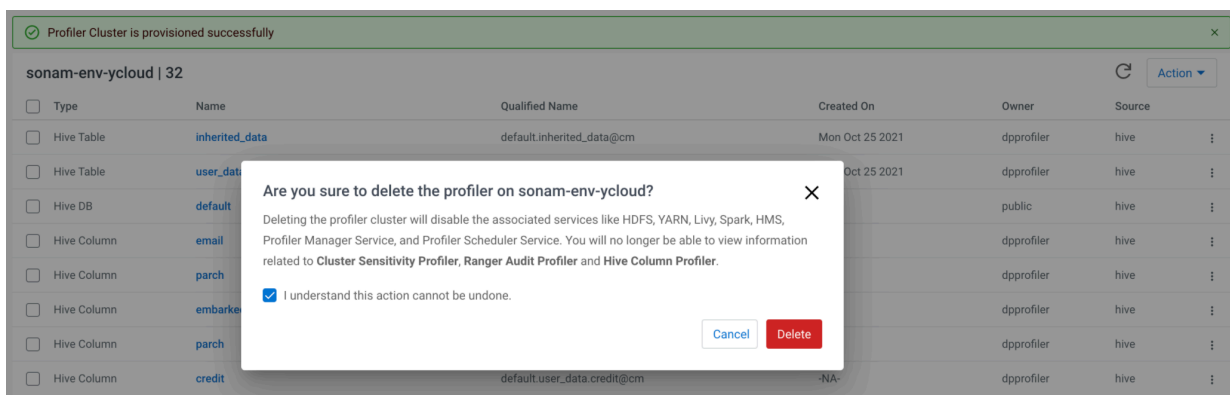 Profiler Cluster is provisioned successfully
sonam-env-ycloud | 32
Action
Type Name Qualified Name Created On Owner Source
Hive Table inherited_data default.inherited_data@cm Mon Oct 25 2021 dpprofiler hive
Hive Table user_data Oct 25 2021 dpprofiler hive
Are you sure to delete the profiler on sonam-env-ycloud?
Hive DB default public hive
Deleting the profiler cluster will disable the associated services like HDFS, YARN, Livy, Spark, HMS,
Profiler Manager Service, and Profiler Scheduler Service. You will no longer be able to view information
related to Cluster Sensitivity Profiler, Ranger Audit Profiler and Hive Column Profiler.
Hive Column email dpprofiler hive
Hive Column parch dpprofiler hive
I understand this action cannot be undone.
Hive Column dpprofiler hive
Cancel Delete
Hive Column parch dpprofiler hive
Hive Column credit default.user_data.credit@cm -NA- dpprofiler hive